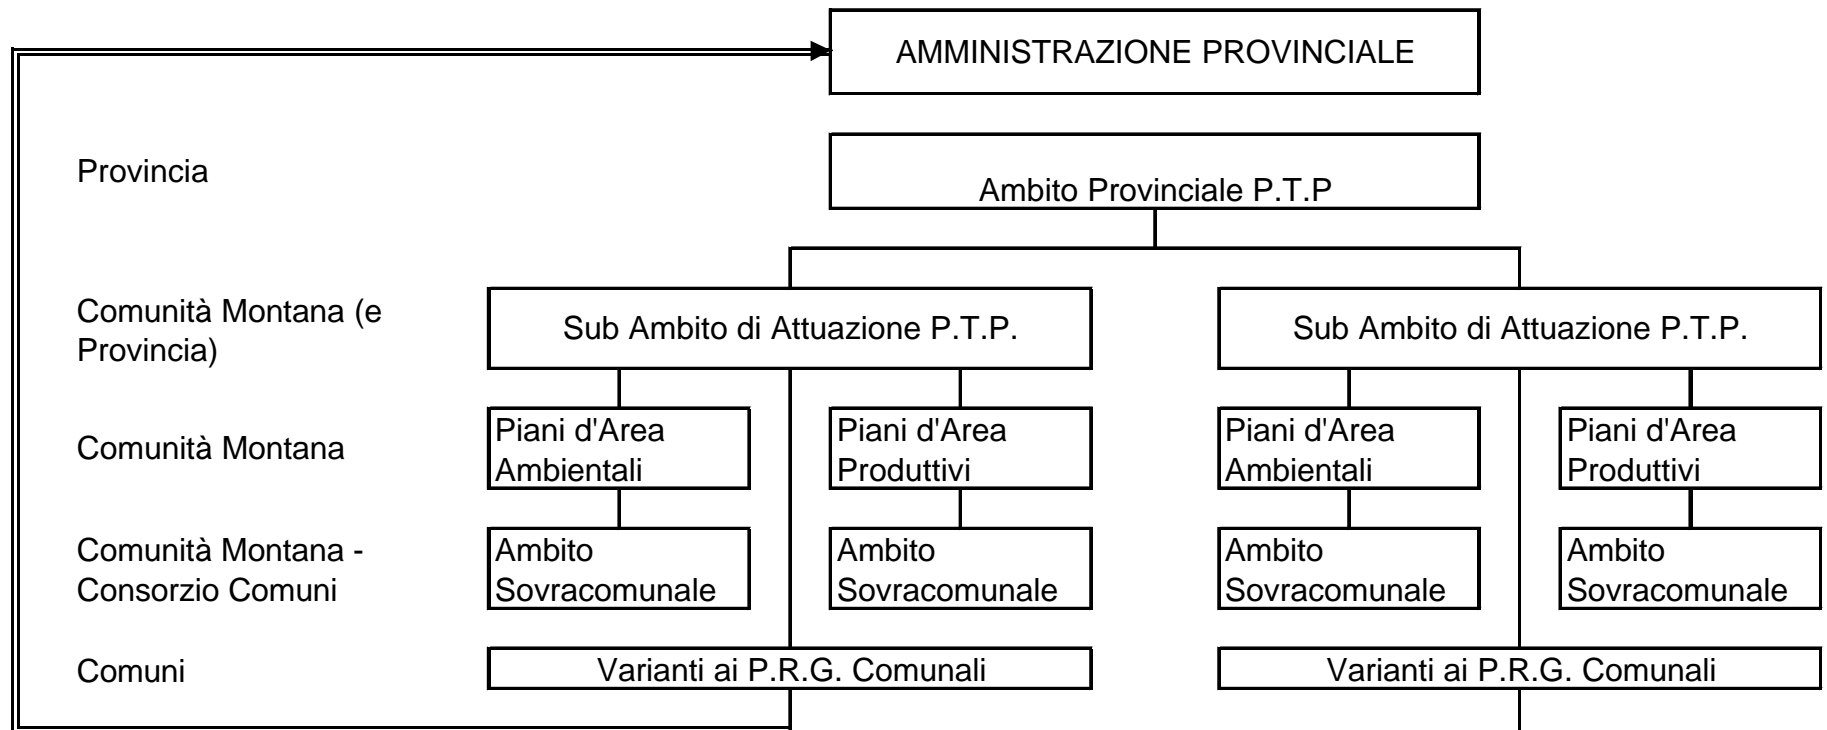 AMMINISTRAZIONE PROVINCIALE
Provincia
Ambito Provinciale P.T.P
Comunità Montana (e
Provincia)
Sub Ambito di Attuazione P.T.P.
Sub Ambito di Attuazione P.T.P.
Comunità Montana
Piani d'Area
Ambientali
Piani d'Area
Produttivi
Piani d'Area
Ambientali
Piani d'Area
Produttivi
Comunità Montana -
Consorzio Comuni
Ambito
Sovracomunale
Ambito
Sovracomunale
Ambito
Sovracomunale
Ambito
Sovracomunale
Comuni
Varianti ai P.R.G. Comunali
Varianti ai P.R.G. Comunali